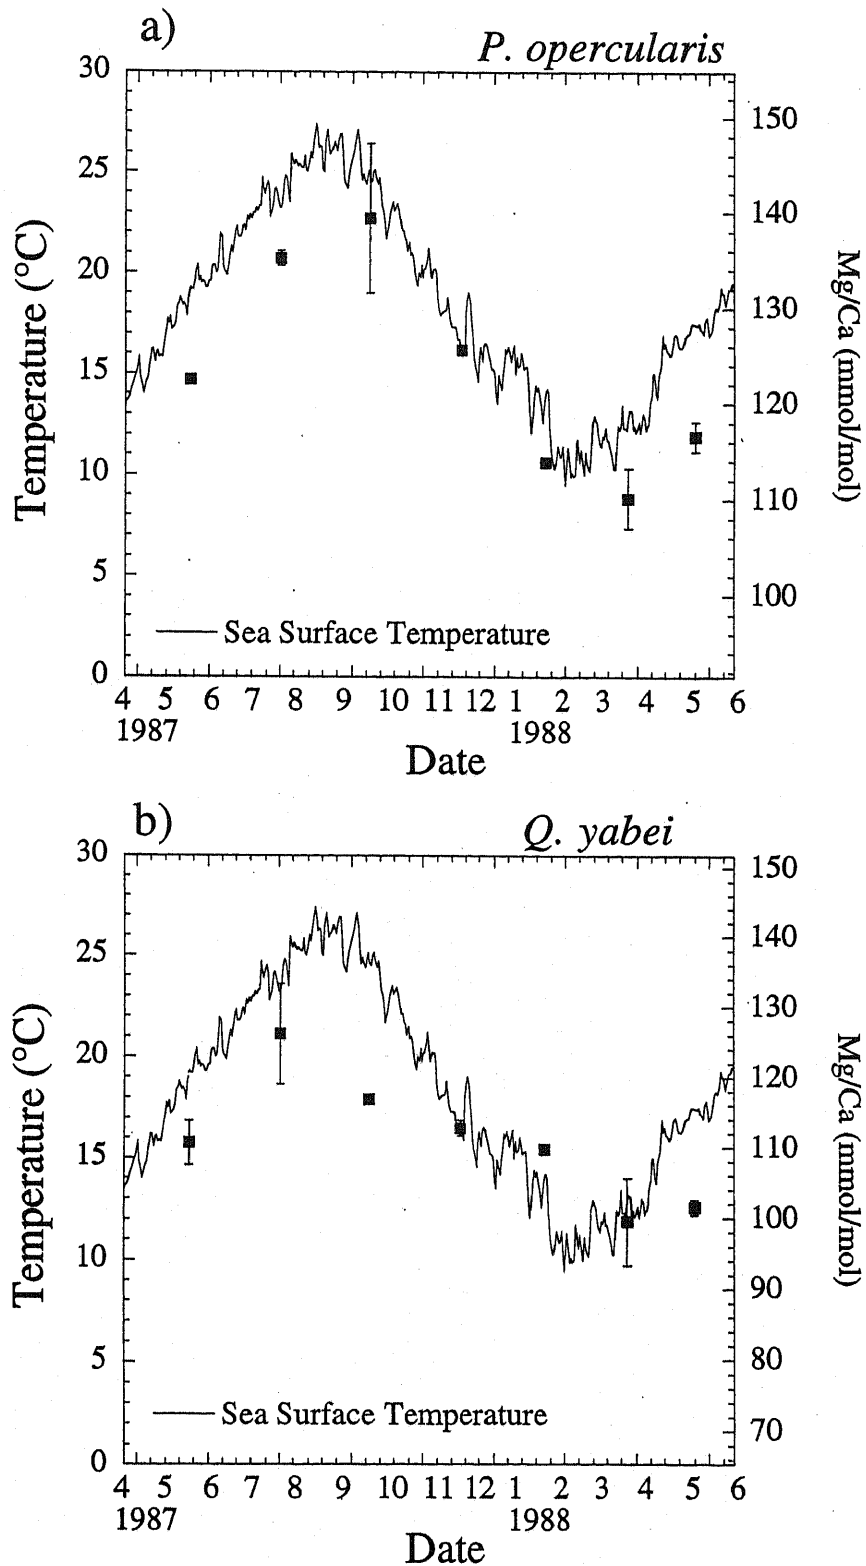 a)
P. opercularis
30
25
20
15
10
5
0
Temperature (°C)
150
140
130
120
110
100
Mg/Ca (mmol/mol)
Sea Surface Temperature
4 5 6 7 8 9 10 11 12 1 2 3 4 5 6
1987 1988
Date
b)
Q. yabei
30
25
20
15
10
5
0
Temperature (°C)
150
140
130
120
110
100
90
80
70
Mg/Ca (mmol/mol)
Sea Surface Temperature
4 5 6 7 8 9 10 11 12 1 2 3 4 5 6
1987 1988
Date